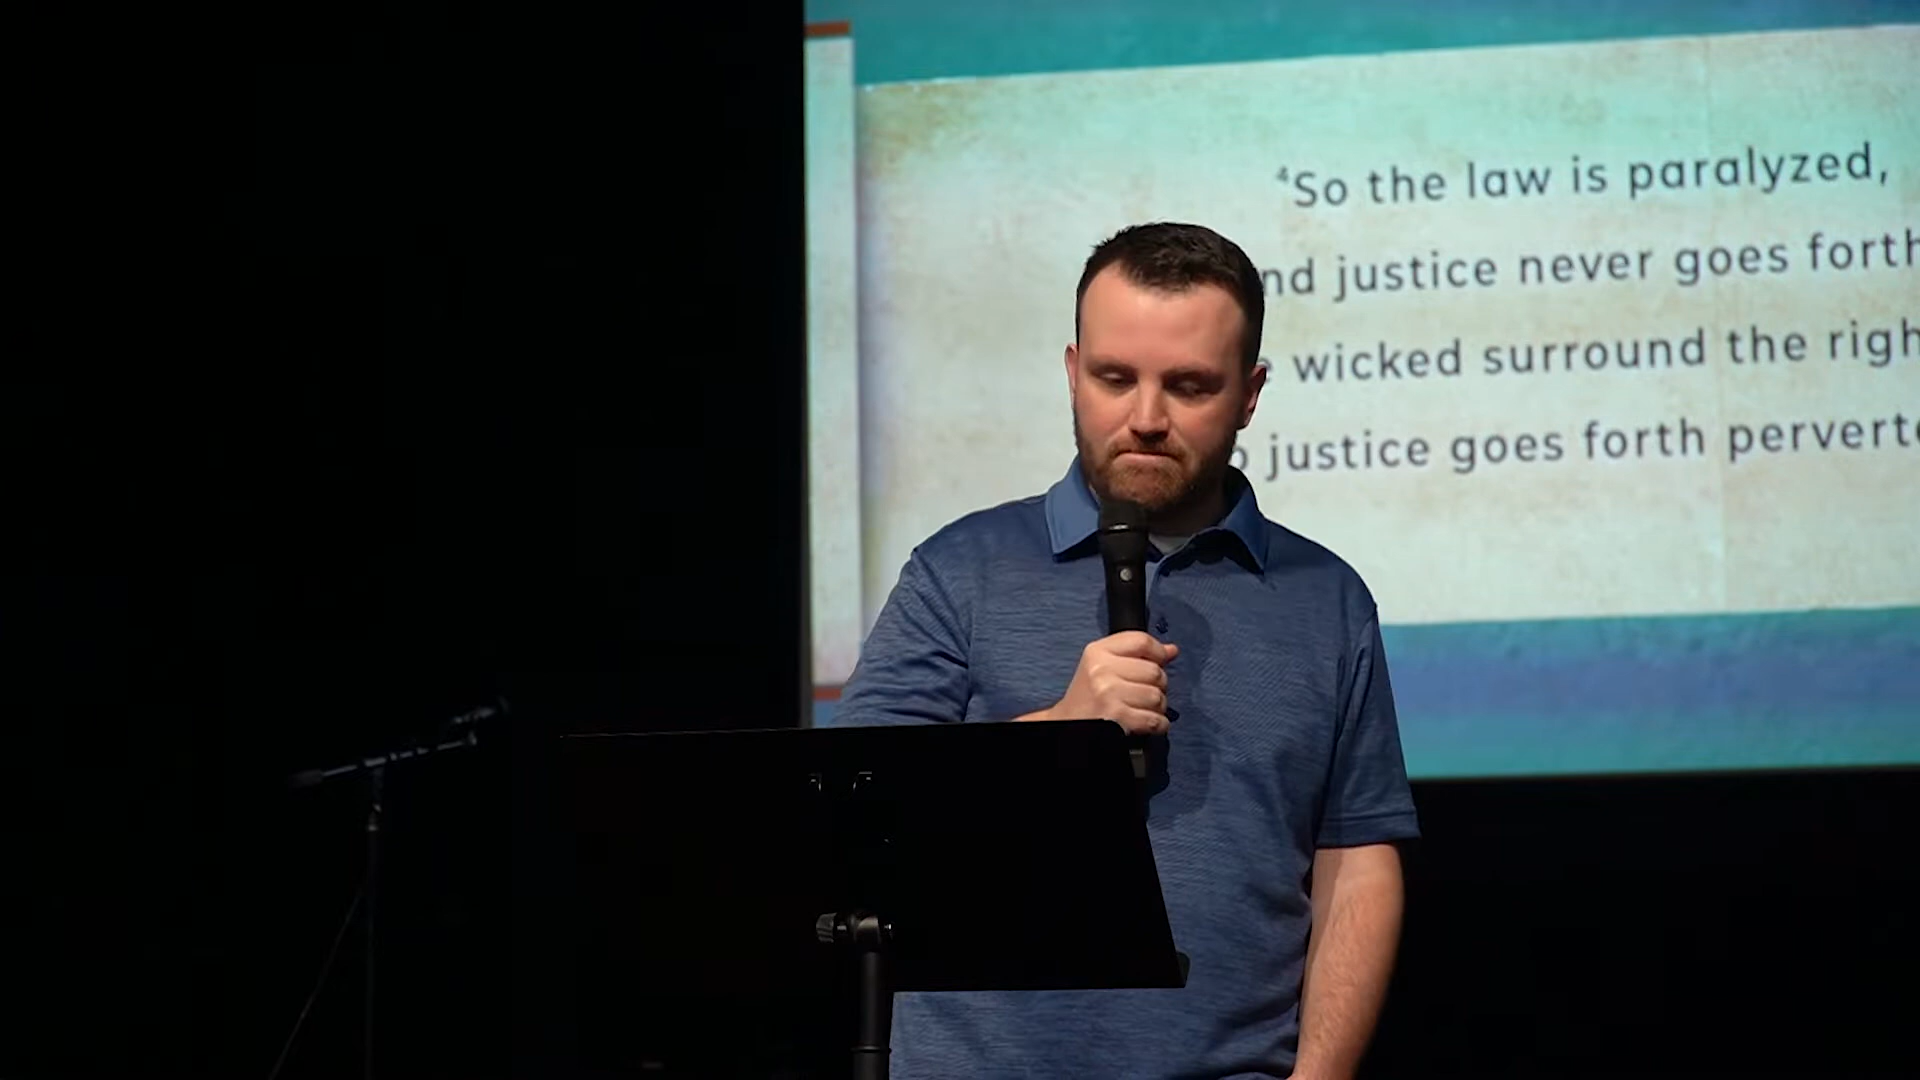 ⁴So the law is paralyzed,
nd justice never goes forth
wicked surround the righ
justice goes forth perverte